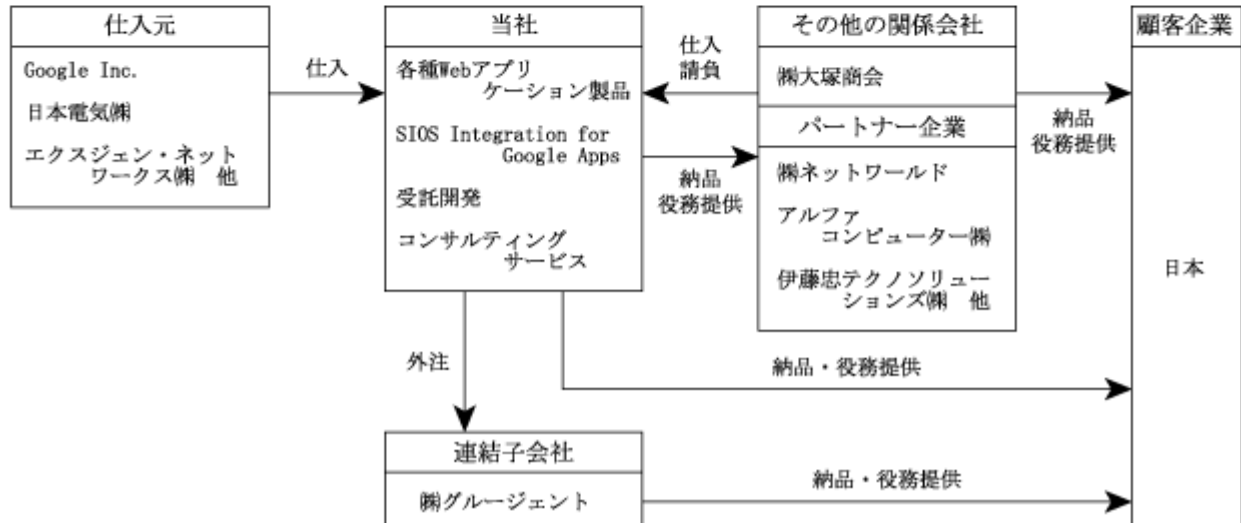 仕入元
Google Inc.
日本電気㈱
エクスジェン・ネット
ワークス㈱ 他
仕入
当社
各種Webアプリ
ケーション製品
SIOS Integration for
Google Apps
受託開発
コンサルティング
サービス
仕入
請負
納品
役務提供
その他の関係会社
㈱大塚商会
パートナー企業
㈱ネットワールド
アルファ
コンピューター㈱
伊藤忠テクノソリュー
ションズ㈱ 他
納品
役務提供
顧客企業
日本
外注
納品・役務提供
連結子会社
㈱グルージェント
納品・役務提供